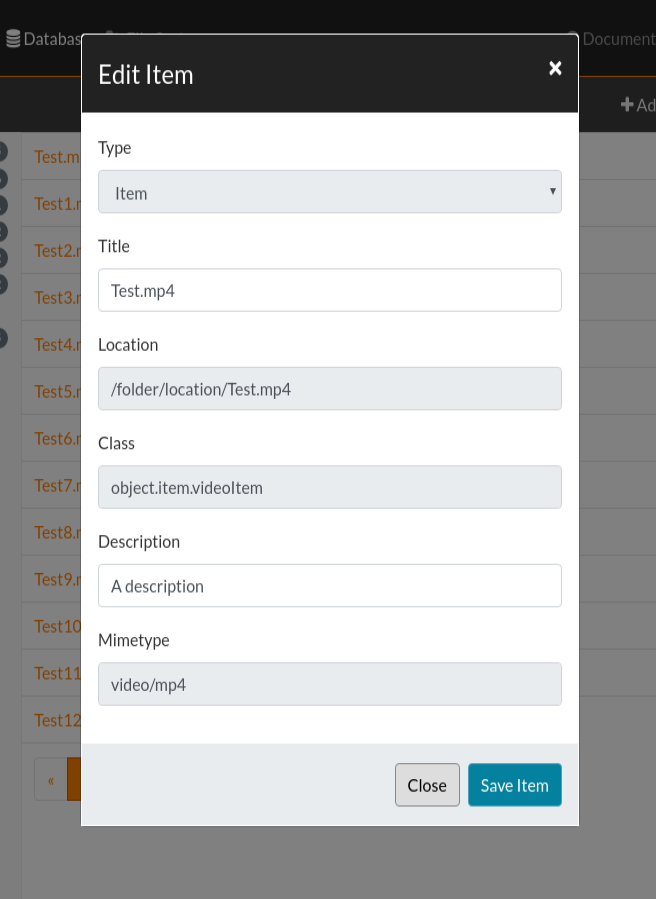 Databas
Document
Edit Item
×
Ad
Type
Item
Title
Test.mp4
Location
/folder/location/Test.mp4
Class
object.item.videoItem
Description
A description
Mimetype
video/mp4
Close
Save Item
Test.m
Test1.
Test2.
Test3.
Test4.
Test5.
Test6.
Test7.
Test8.
Test9.
Test10
Test11
Test12
«